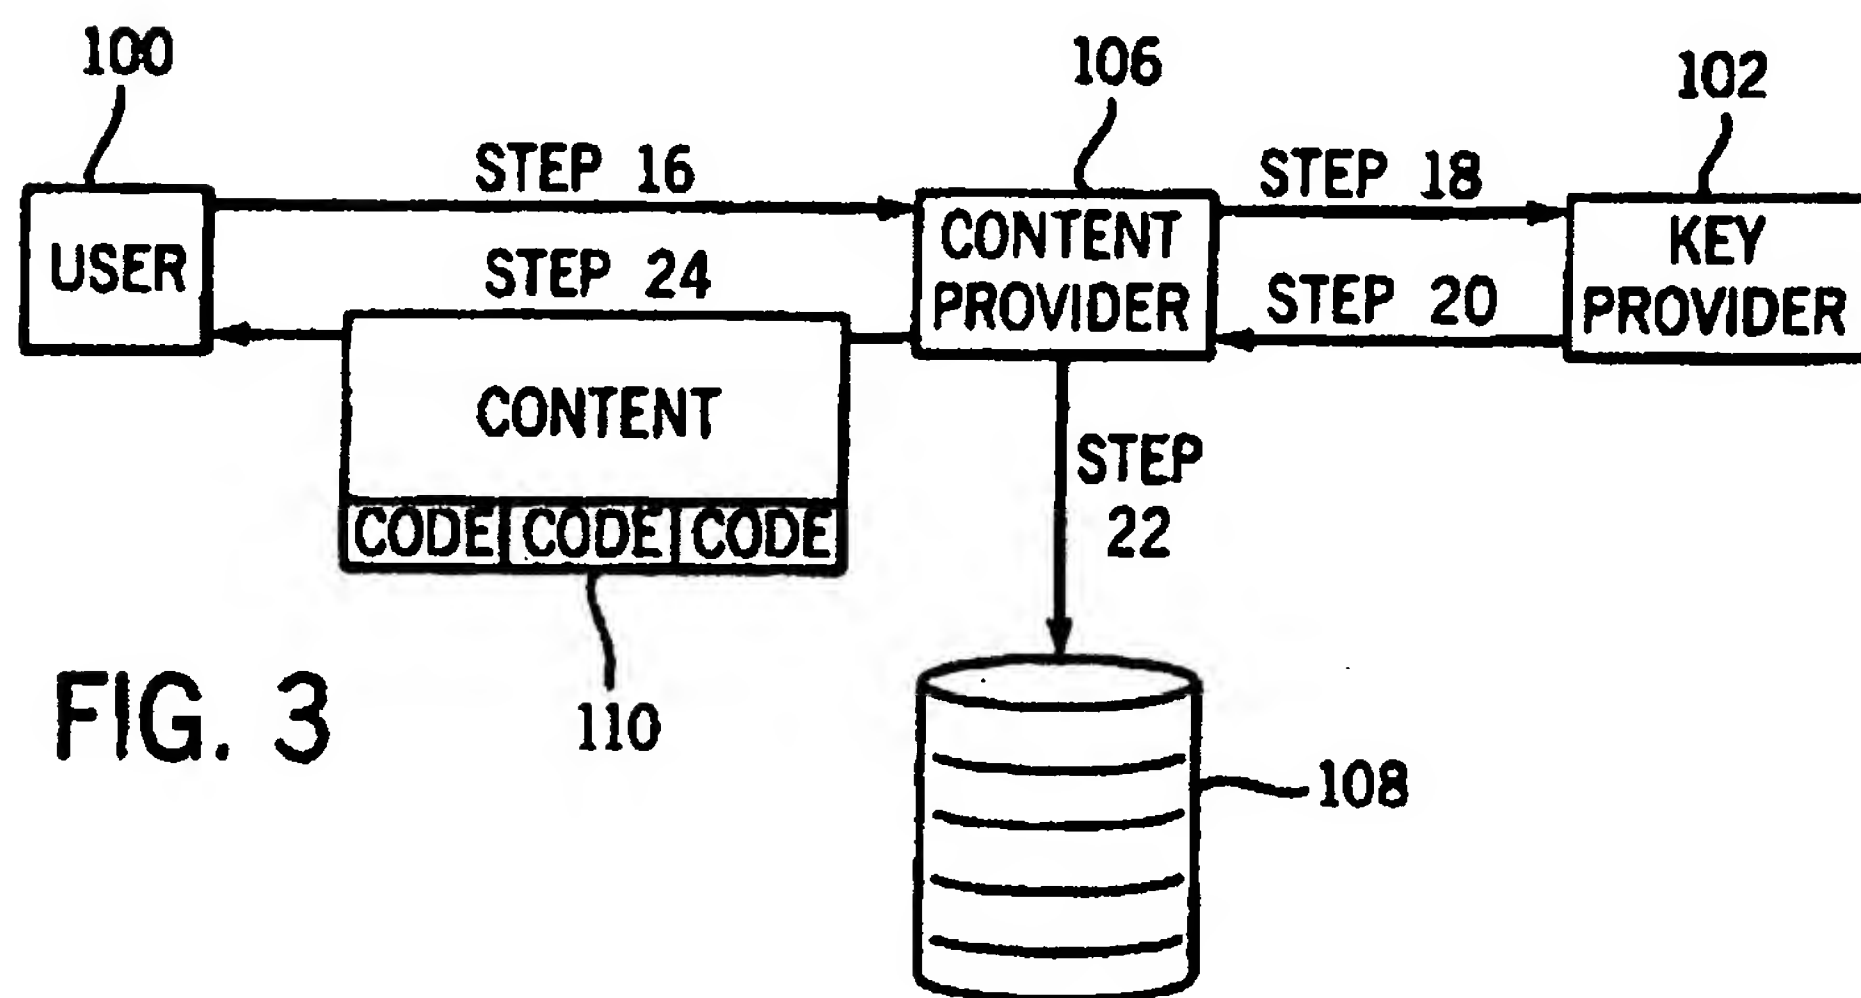 100
106
102
STEP 16
STEP 18
USER
CONTENT
PROVIDER
KEY
PROVIDER
STEP 24
STEP 20
CONTENT
STEP
22
CODE CODE CODE
110
FIG. 3
108